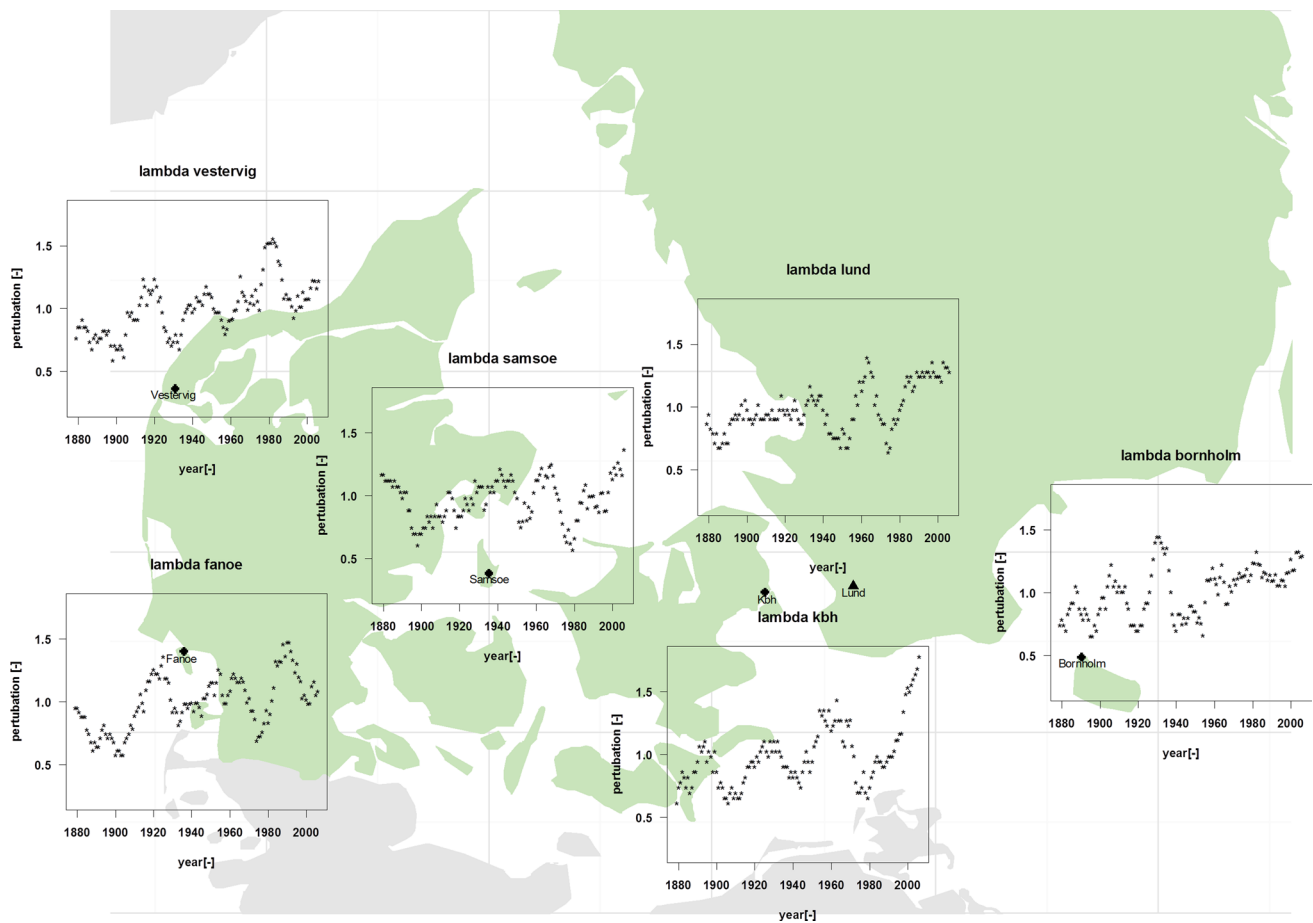 lambda vestervig
pertubation [-]
1.5
1.0
0.5
Vestervig
1880 1900 1920 1940 1960 1980 2000
year[-]
lambda samsoe
pertubation [-]
1.5
1.0
0.5
Samsoe
1880 1900 1920 1940 1960 1980 2000
year[-]
lambda lund
pertubation [-]
1.5
1.0
0.5
1880 1900 1920 1940 1960 1980 2000
year[-]
Kbh
Lund
lambda bornholm
pertubation [-]
1.5
1.0
0.5
Bornholm
1880 1900 1920 1940 1960 1980 2000
year[-]
lambda fanoe
pertubation [-]
1.5
1.0
0.5
Fanoe
1880 1900 1920 1940 1960 1980 2000
year[-]
lambda kbh
pertubation [-]
1.5
1.0
0.5
1880 1900 1920 1940 1960 1980 2000
year[-]